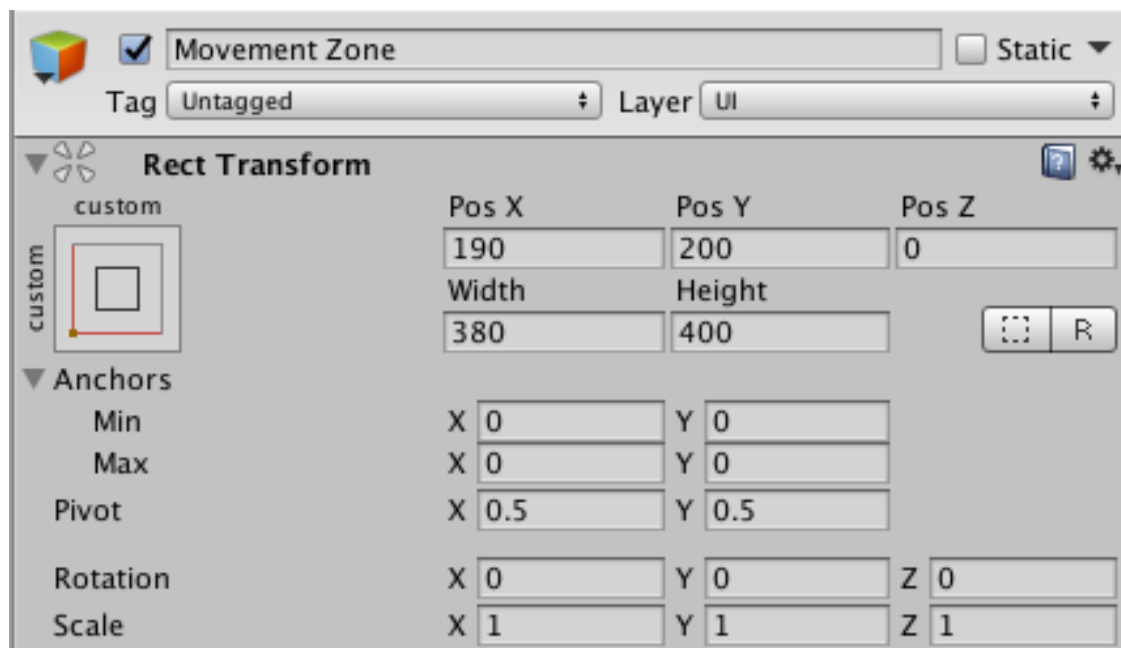 Movement Zone Static
Tag Untagged Layer UI
Rect Transform
custom Pos X Pos Y Pos Z
custom 190 200 0
Width Height
380 400 R
Anchors
Min X 0 Y 0
Max X 0 Y 0
Pivot X 0.5 Y 0.5
Rotation X 0 Y 0 Z 0
Scale X 1 Y 1 Z 1